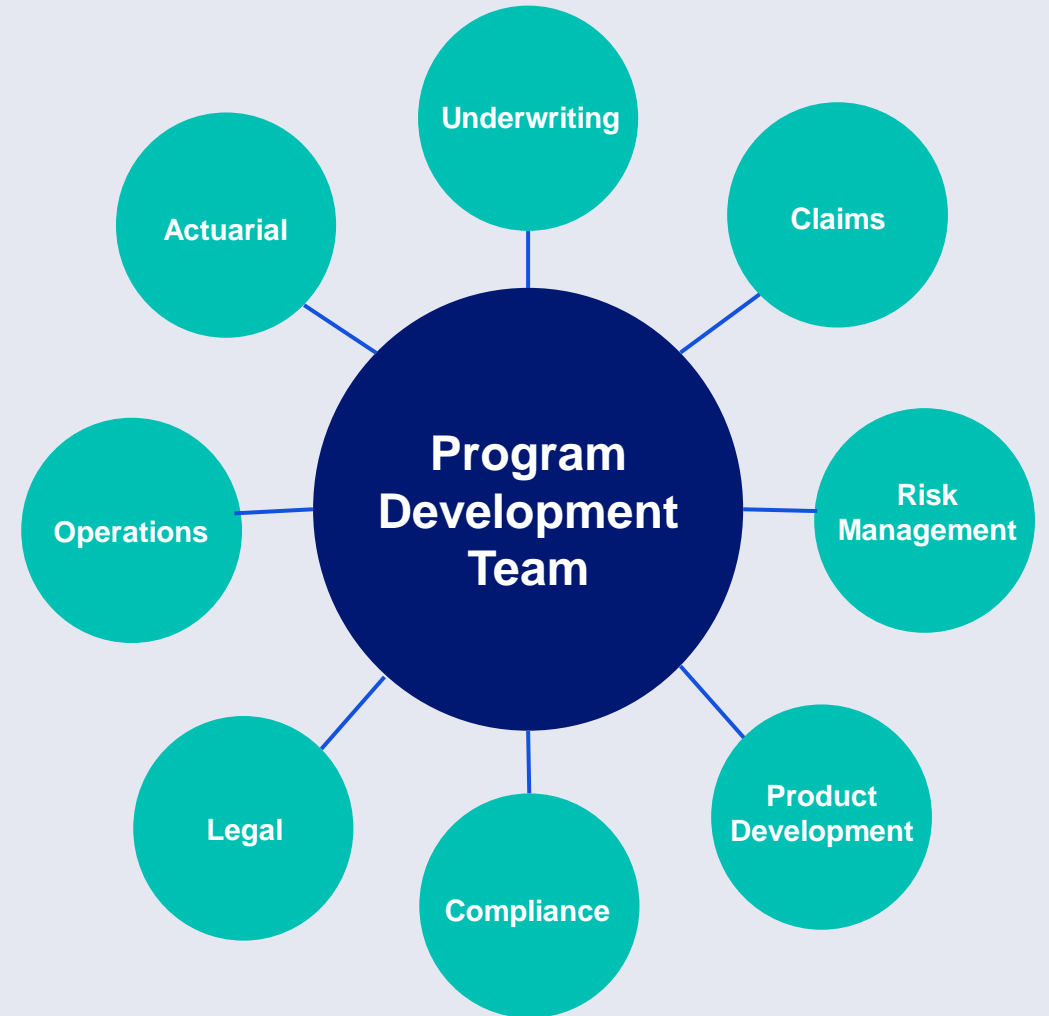 Underwriting
Claims
Actuarial
Program
Development
Team
Risk
Management
Operations
Product
Development
Legal
Compliance